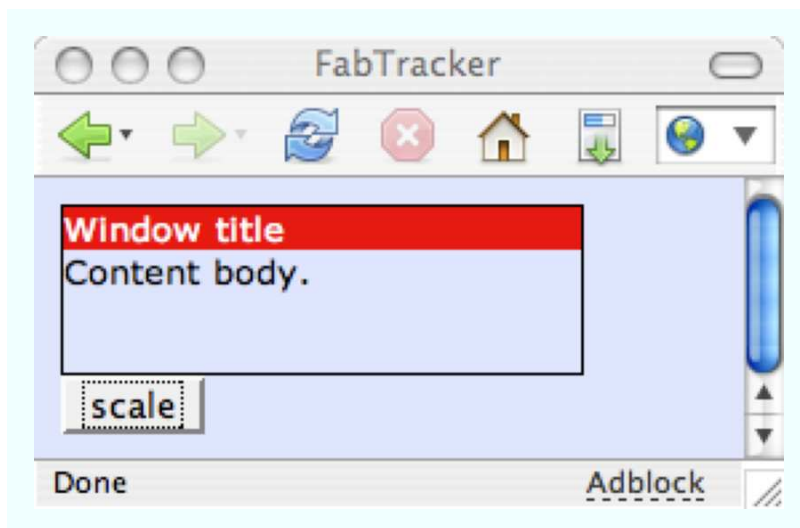 FabTracker
Window title
Content body.
scale
Done
Adblock